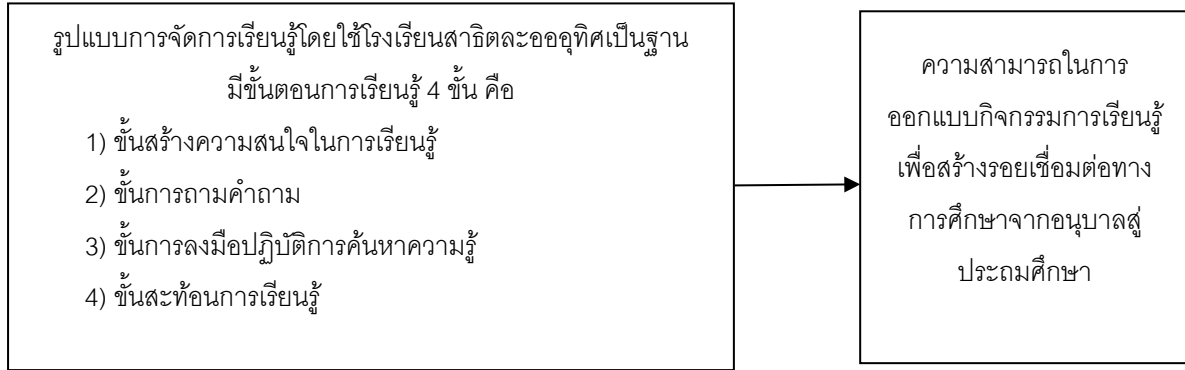 รูปแบบการจัดการเรียนรู้โดยใช้โรงเรียนสาธิตละอออุทิศเป็นฐาน
มีขั้นตอนการเรียนรู้ 4 ขั้น คือ
1) ขั้นสร้างความสนใจในการเรียนรู้
2) ขั้นการถามคำถาม
3) ขั้นการลงมือปฏิบัติการค้นหาความรู้
4) ขั้นสะท้อนการเรียนรู้
ความสามารถในการ
ออกแบบกิจกรรมการเรียนรู้
เพื่อสร้างรอยเชื่อมต่อทาง
การศึกษาจากอนุบาลสู่
ประถมศึกษา